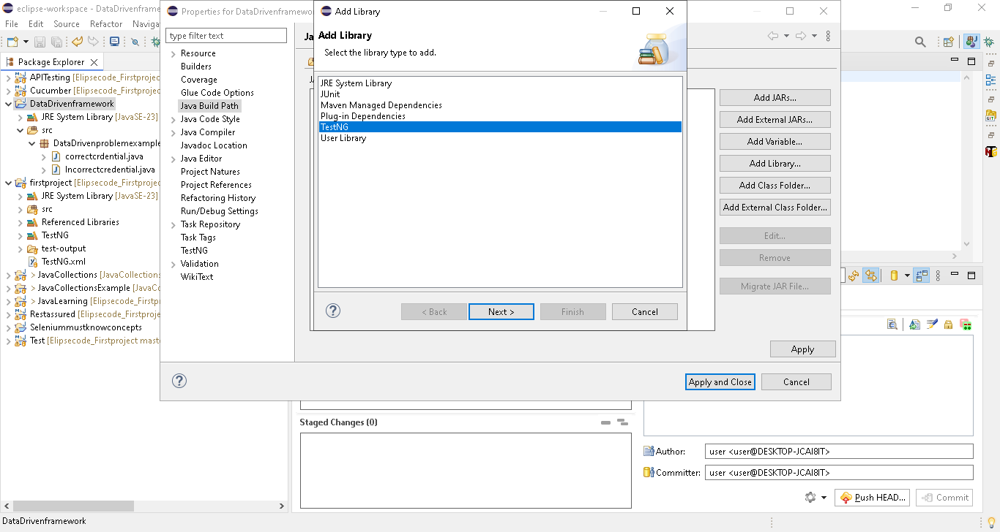 eclipse-workspace - DataDrivenframe
File Edit Source Refactor Naviga
Package Explorer
APITesting [Elipsecode_Firstprojec
Cucumber [Elipsecode_Firstprojec
DataDrivenframework
JRE System Library [JavaSE-23]
src
DataDrivenproblemexample
correctcrdential.java
Incorrectcredential.java
firstproject [Elipsecode_Firstprojec
JRE System Library [JavaSE-23]
src
Referenced Libraries
TestNG
test-output
TestNG.xml
> JavaCollections [JavaCollections
> JavaCollectionsExample [JavaCo
> JavaLearning [Elipsecode_Firstp
Restassured [Elipsecode_Firstproje
Seleniummustknowconcepts
Test [Elipsecode_Firstproject mast
Properties for DataDrivenframewo
type filter text
Resource
Builders
Coverage
Glue Code Options
Java Build Path
Java Code Style
Java Compiler
Javadoc Location
Java Editor
Project Natures
Project References
Refactoring History
Run/Debug Settings
Task Repository
Task Tags
TestNG
Validation
WikiText
Ja
Add Library
Add Library
Select the library type to add.
JRE System Library
JUnit
Maven Managed Dependencies
Plug-in Dependencies
TestNG
User Library
< Back Next > Finish Cancel
Add JARs...
Add External JARs...
Add Variable...
Add Library...
Add Class Folder...
Add External Class Folder...
Edit...
Remove
Migrate JAR File...
Apply
Apply and Close Cancel
Staged Changes (0)
Author: user <user@DESKTOP-JCAI8IT>
Committer: user <user@DESKTOP-JCAI8IT>
Push HEAD... Commit
DataDrivenframework